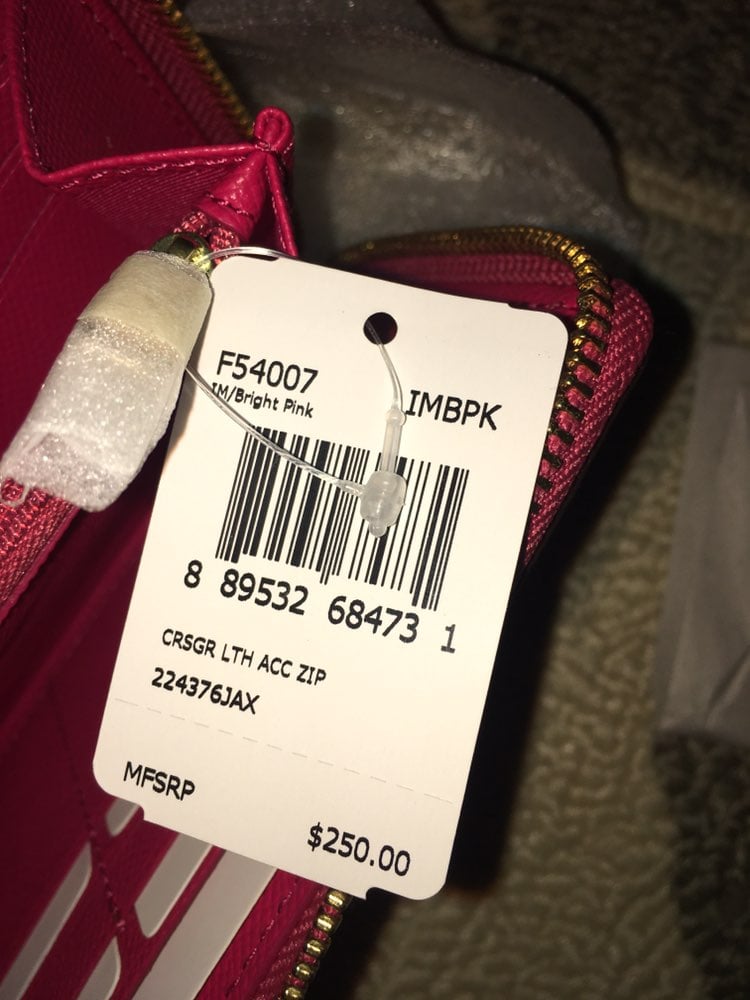 F54007
IM/Bright Pink
IMBPK
8 89532 68473 1
CRSGR LTH ACC ZIP
224376JAX
MFSRP
$250.00